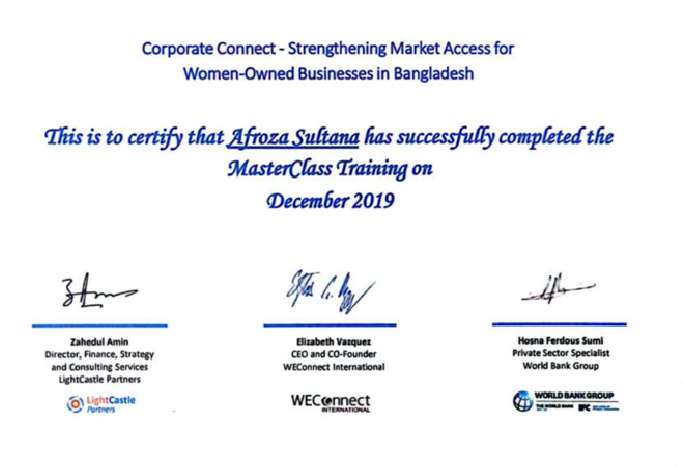 Corporate Connect - Strengthening Market Access for
Women-Owned Businesses in Bangladesh
This is to certify that Afroza Sultana has successfully completed the
MasterClass Training on
December 2019
Zahedul Amin
Director, Finance, Strategy
and Consulting Services
LightCastle Partners
LightCastle
Partners
Elizabeth Vazquez
CEO and CO-Founder
WEConnect International
WEConnect
INTERNATIONAL
Hosna Ferdous Sumi
Private Sector Specialist
World Bank Group
WORLD BANK GROUP
THE WORLD BANK
IFC